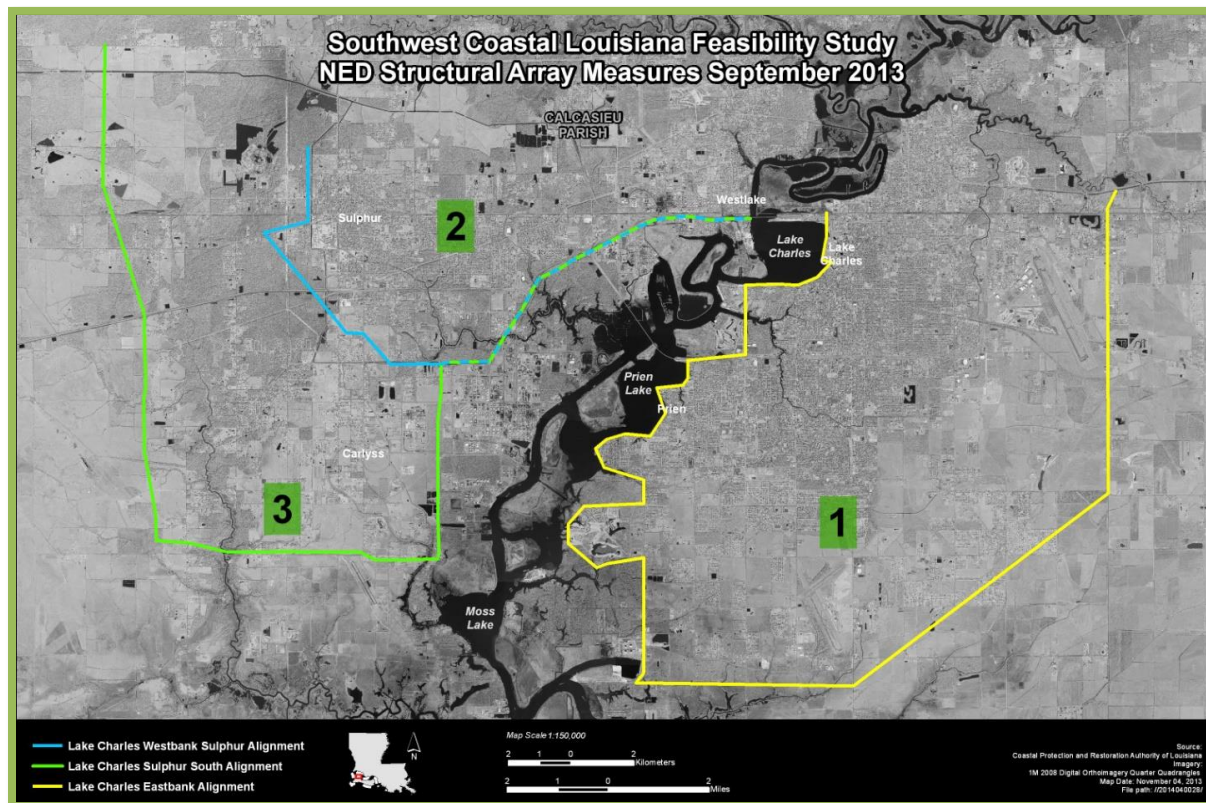 Southwest Coastal Louisiana Feasibility Study
NED Structural Array Measures September 2013
CALCASIEU
PARISH
Westlake
Sulphur
2
Lake
Charles
Lake
Charles
Prien
Lake
Prien
Carlyss
3
1
Moss
Lake
Lake Charles Westbank Sulphur Alignment
Lake Charles Sulphur South Alignment
Lake Charles Eastbank Alignment
N
Map Scale 1:150,000
2 1 0 2
Kilometers
2 1 0 2
Miles
Source:
Coastal Protection and Restoration Authority of Louisiana
Imagery:
1M 2008 Digital Orthoimagery Quarter Quadrangles
Map Date: November 04, 2013
File path: //2014040028/